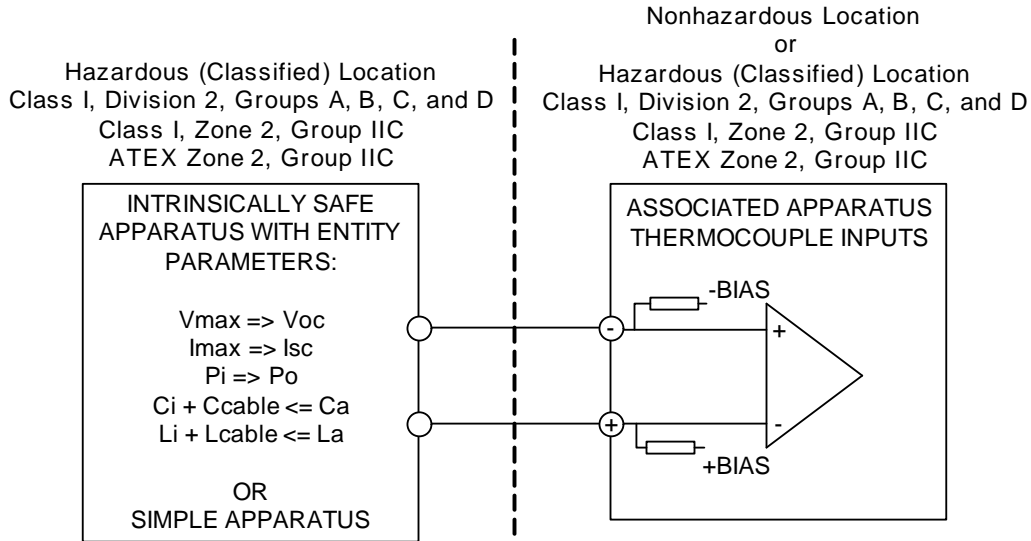 Hazardous (Classified) Location
Class I, Division 2, Groups A, B, C, and D
Class I, Zone 2, Group IIC
ATEX Zone 2, Group IIC
INTRINSICALLY SAFE
APPARATUS WITH ENTITY
PARAMETERS:
Vmax => Voc
Imax => Isc
Pi => Po
Ci + Ccable <= Ca
Li + Lcable <= La
OR
SIMPLE APPARATUS
Nonhazardous Location
or
Hazardous (Classified) Location
Class I, Division 2, Groups A, B, C, and D
Class I, Zone 2, Group IIC
ATEX Zone 2, Group IIC
ASSOCIATED APPARATUS
THERMOCOUPLE INPUTS
-BIAS
- +
+ -
+BIAS